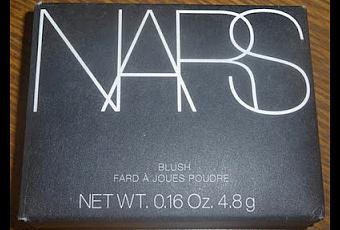 NARS
BLUSH
FARD À JOUES POUDRE
NET WT. 0.16 Oz. 4.8 g